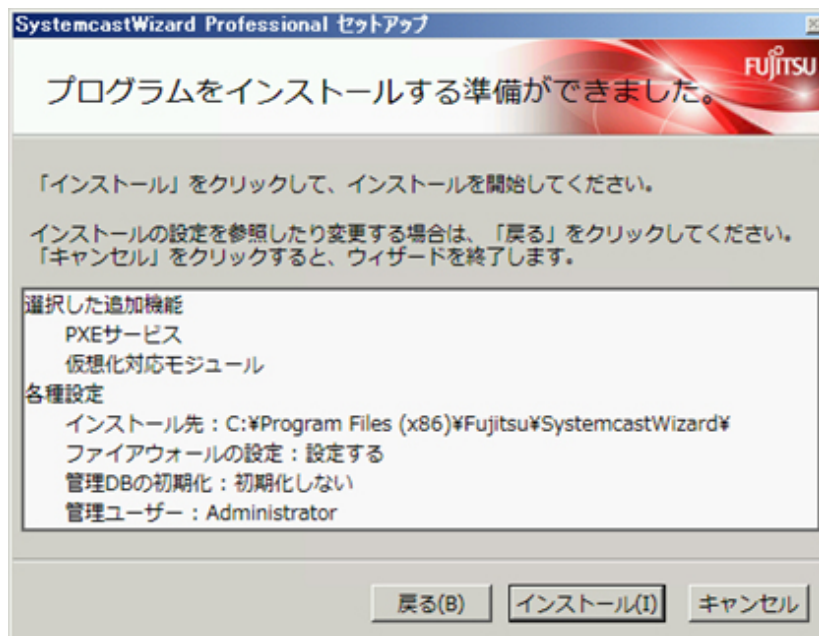 SystemcastWizard Professional セットアップ
FUJITSU
プログラムをインストールする準備ができました。
「インストール」をクリックして、インストールを開始してください。
インストールの設定を参照したり変更する場合は、「戻る」をクリックしてください。
「キャンセル」をクリックすると、ウィザードを終了します。
選択した追加機能
PXEサービス
仮想化対応モジュール
各種設定
インストール先：C:¥Program Files (x86)¥Fujitsu¥SystemcastWizard¥
ファイアウォールの設定：設定する
管理DBの初期化：初期化しない
管理ユーザー：Administrator
戻る(B) インストール(I) キャンセル